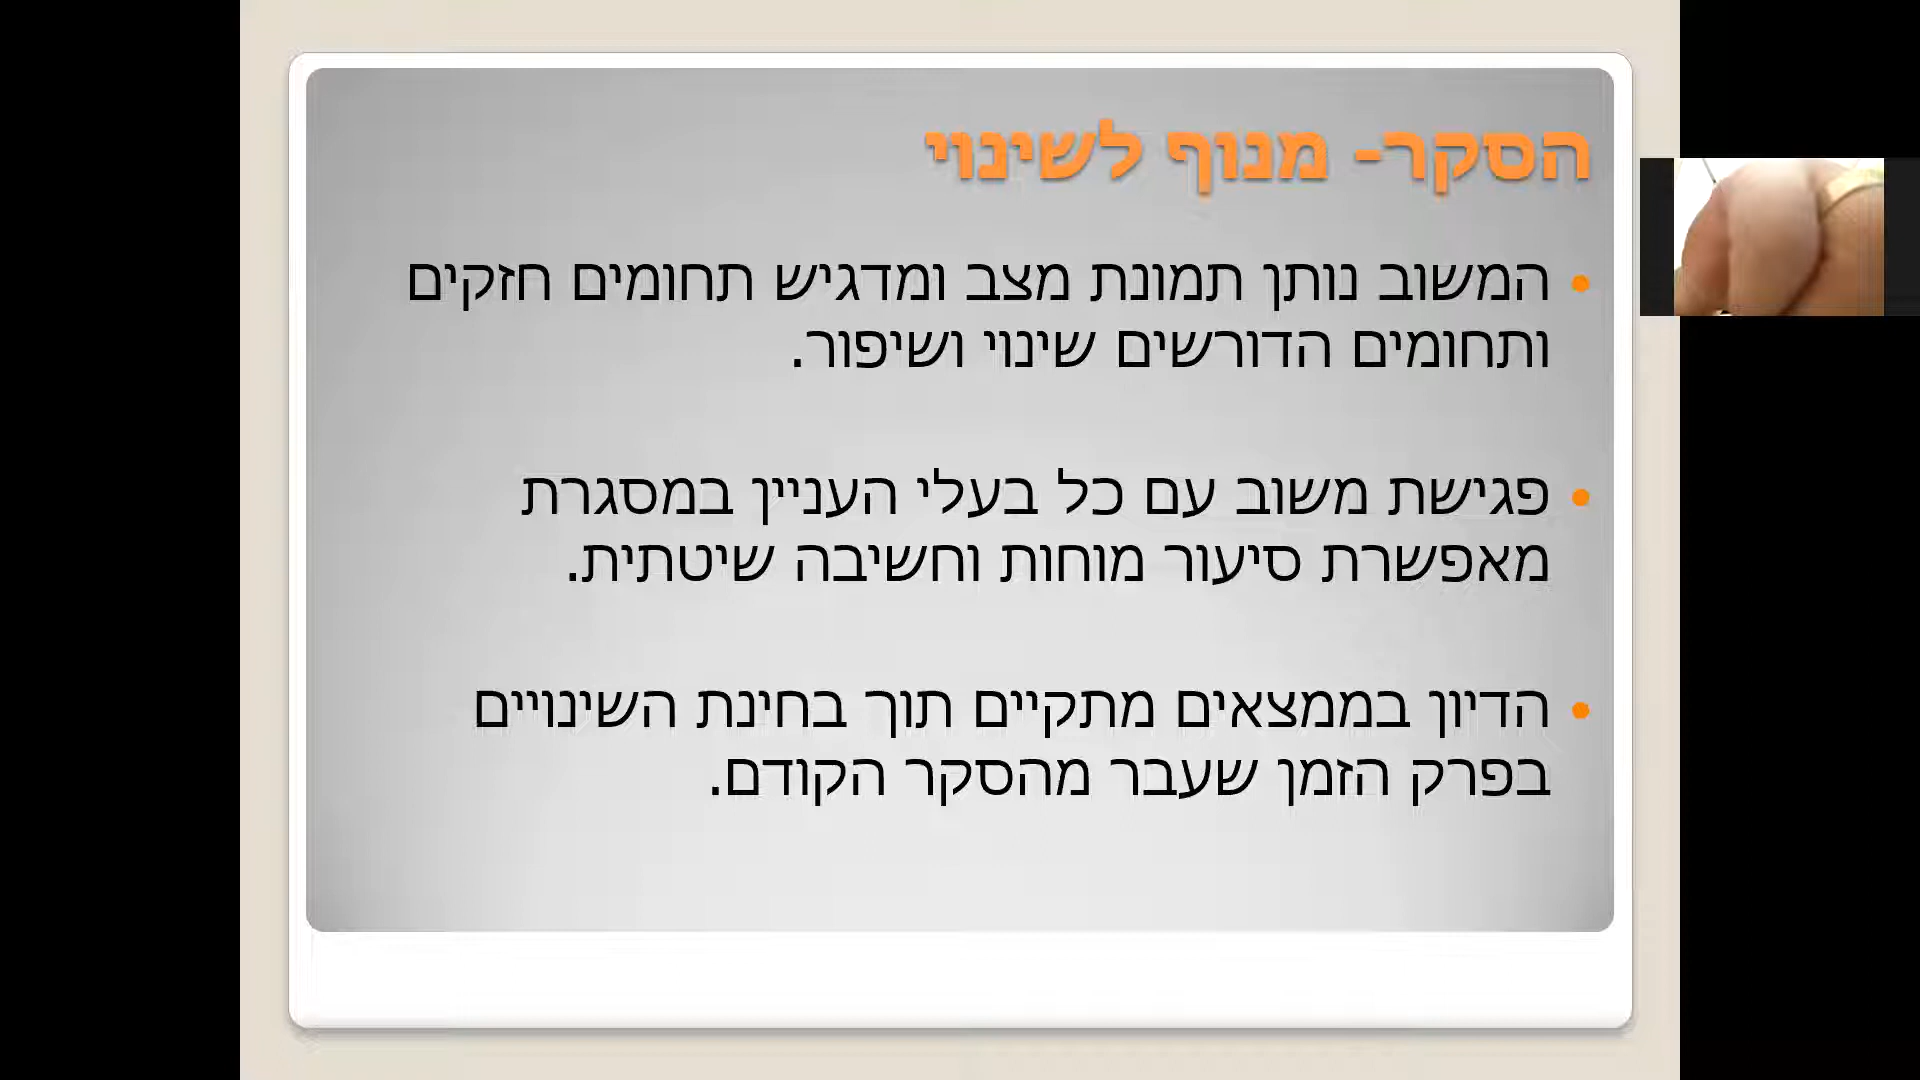 הסקר- מנוף לשינוי
• המשוב נותן תמונת מצב ומדגיש תחומים חזקים
ותחומים הדורשים שינוי ושיפור.
• פגישת משוב עם כל בעלי העניין במסגרת
מאפשרת סיעור מוחות וחשיבה שיטתית.
• הדיון בממצאים מתקיים תוך בחינת השינויים
בפרק הזמן שעבר מהסקר הקודם.